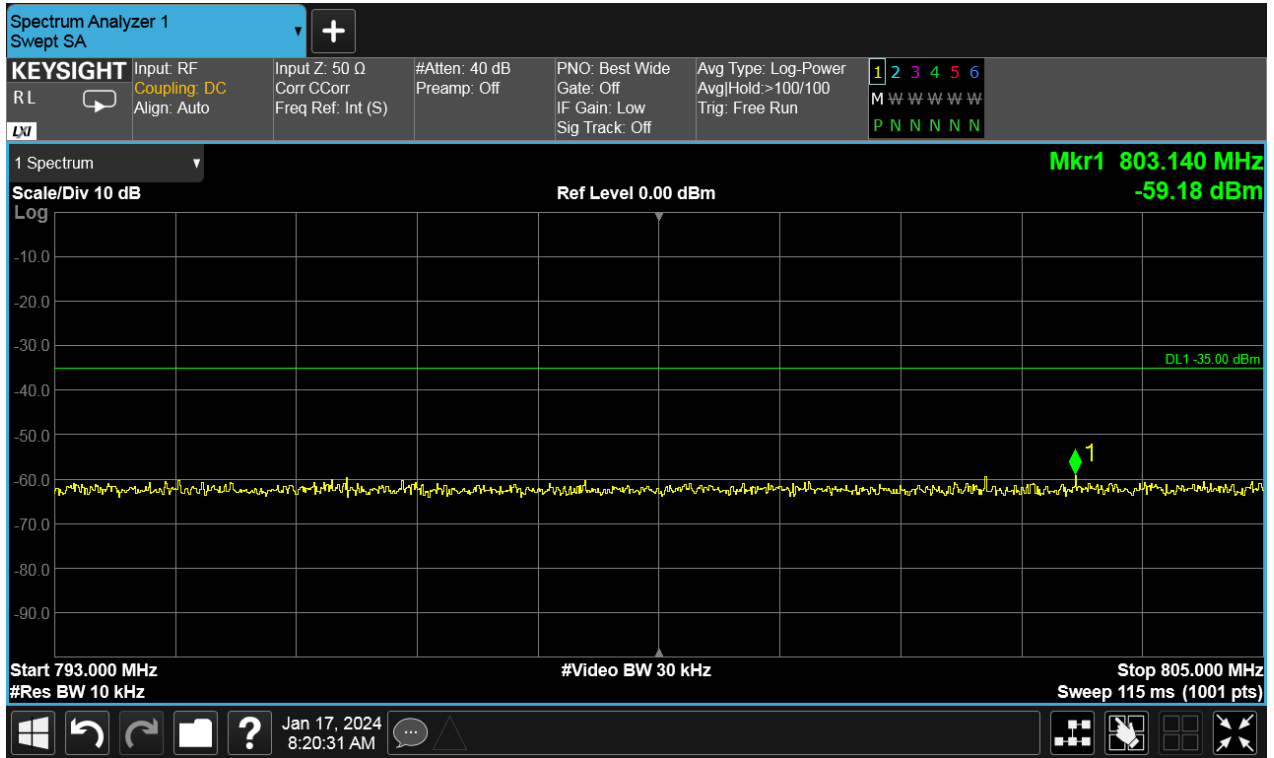 Spectrum Analyzer 1
Swept SA
KEYSIGHT
R L
LXI
Input: RF
Coupling: DC
Align: Auto
Input Z: 50 Ω
Corr CCorr
Freq Ref: Int (S)
#Atten: 40 dB
Preamp: Off
PNO: Best Wide
Gate: Off
IF Gain: Low
Sig Track: Off
Avg Type: Log-Power
Avg|Hold:>100/100
Trig: Free Run
1 2 3 4 5 6
M W W W W W
P N N N N N
1 Spectrum
Mkr1 803.140 MHz
-59.18 dBm
Scale/Div 10 dB
Ref Level 0.00 dBm
Log
-10.0
-20.0
-30.0
DL1 -35.00 dBm
-40.0
-50.0
1
-60.0
-70.0
-80.0
-90.0
Start 793.000 MHz
#Video BW 30 kHz
Stop 805.000 MHz
#Res BW 10 kHz
Sweep 115 ms (1001 pts)
?
Jan 17, 2024
8:20:31 AM